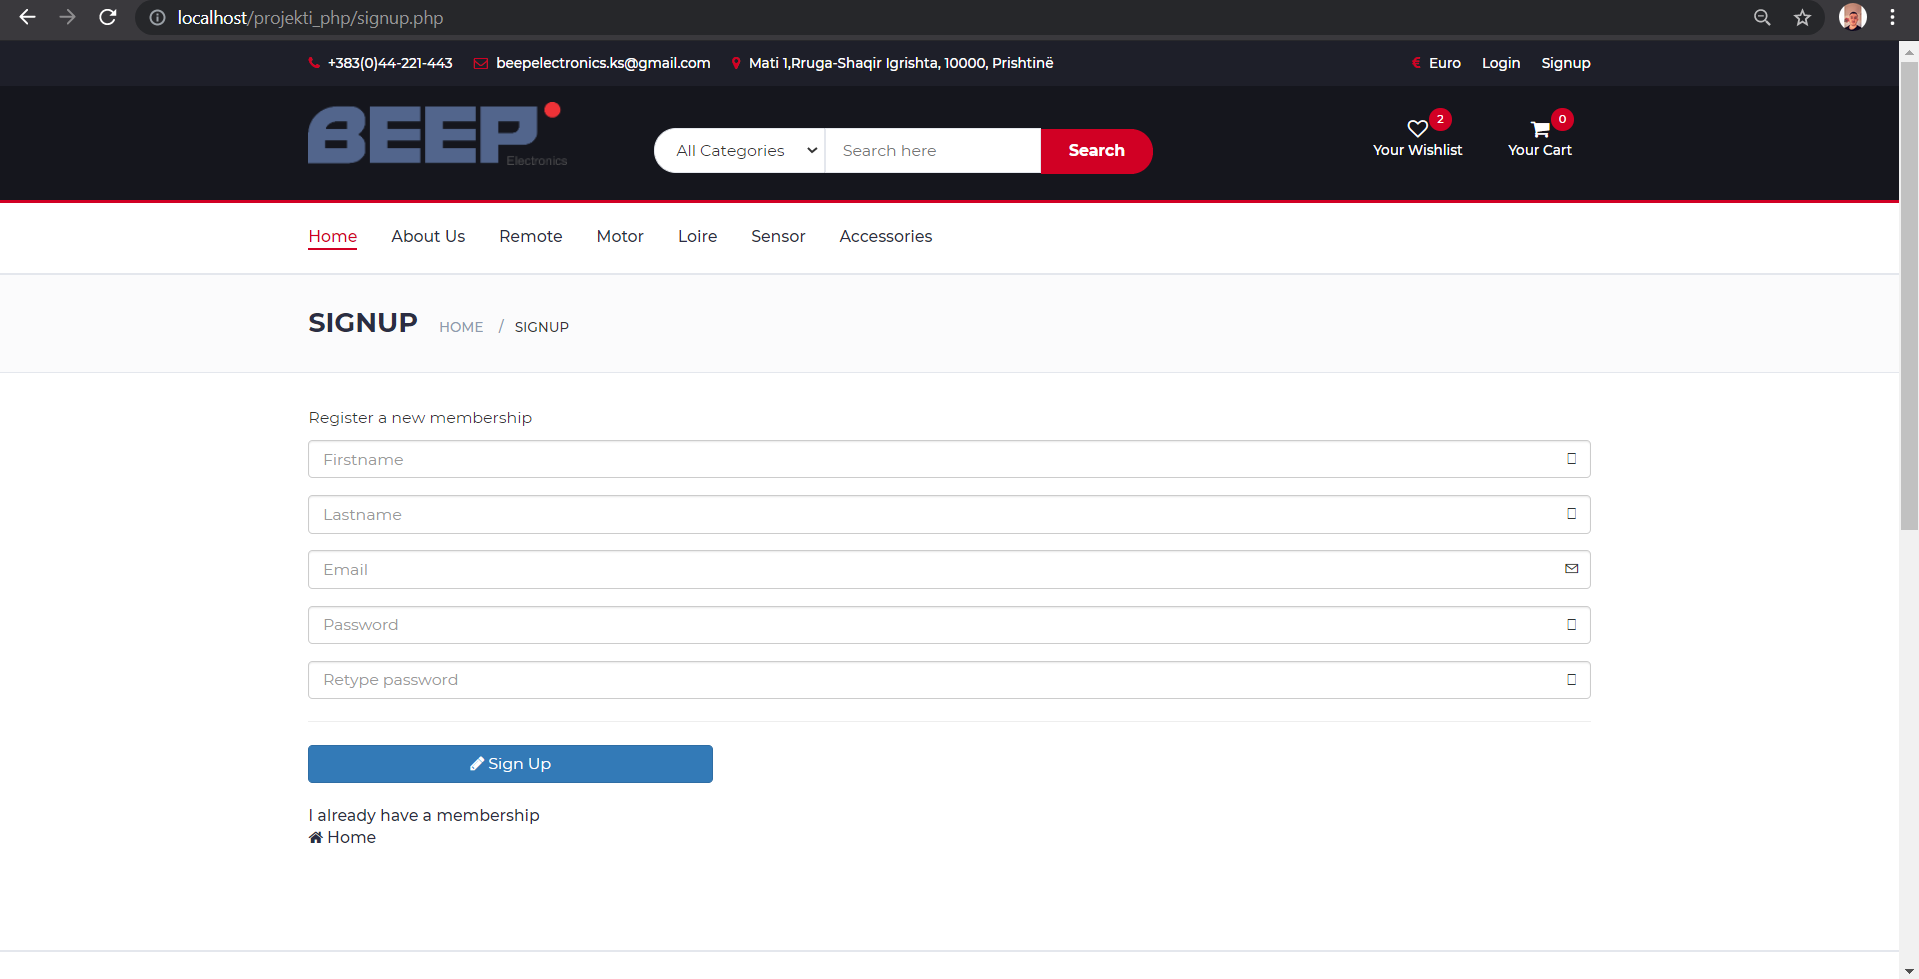 localhost/projekti_php/signup.php
+383(0)44-221-443 beepelectronics.ks@gmail.com Mati 1,Rruga-Shaqir Igrishta, 10000, Prishtinë € Euro Login Signup
BEEP Electronics
All Categories Search here Search
2 0
Your Wishlist Your Cart
Home About Us Remote Motor Loire Sensor Accessories
SIGNUP HOME / SIGNUP
Register a new membership
Firstname
Lastname
Email
Password
Retype password
Sign Up
I already have a membership
Home